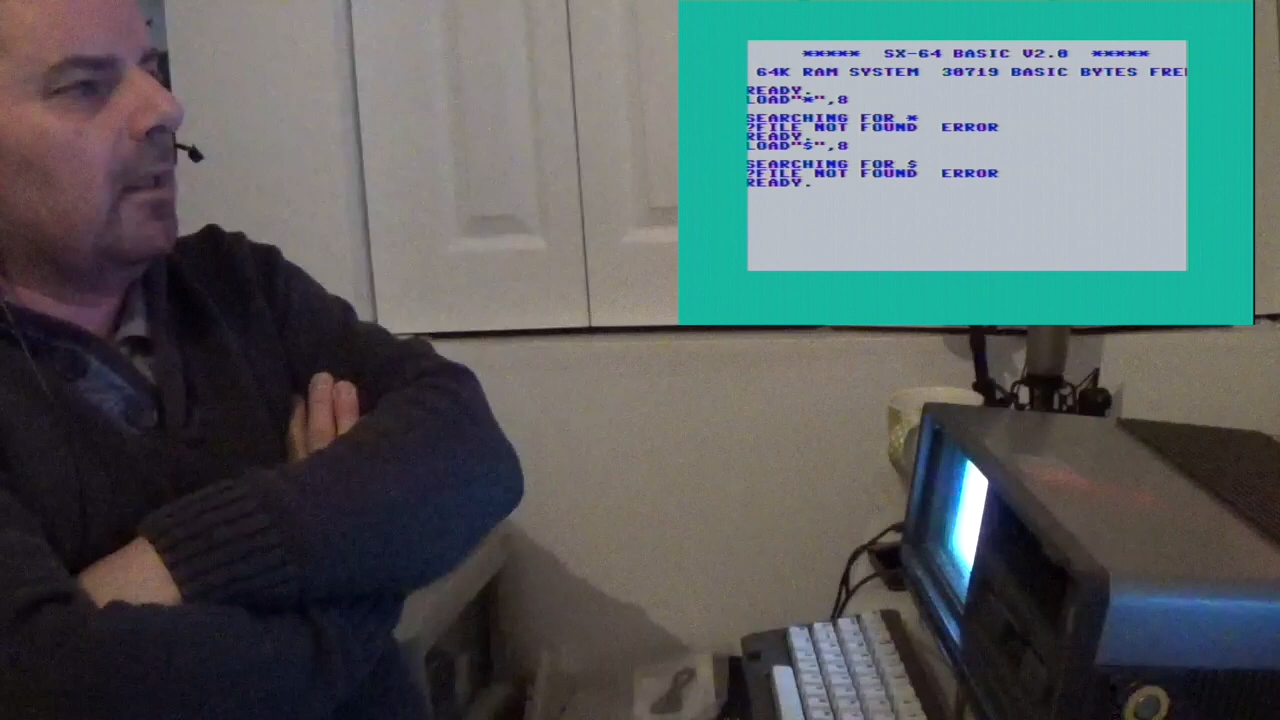 ***** SX-64 BASIC V2.0 *****
64K RAM SYSTEM 30719 BASIC BYTES FRE
READY.
LOAD"*",8
SEARCHING FOR *
?FILE NOT FOUND ERROR
READY.
LOAD"$",8
SEARCHING FOR $
?FILE NOT FOUND ERROR
READY.